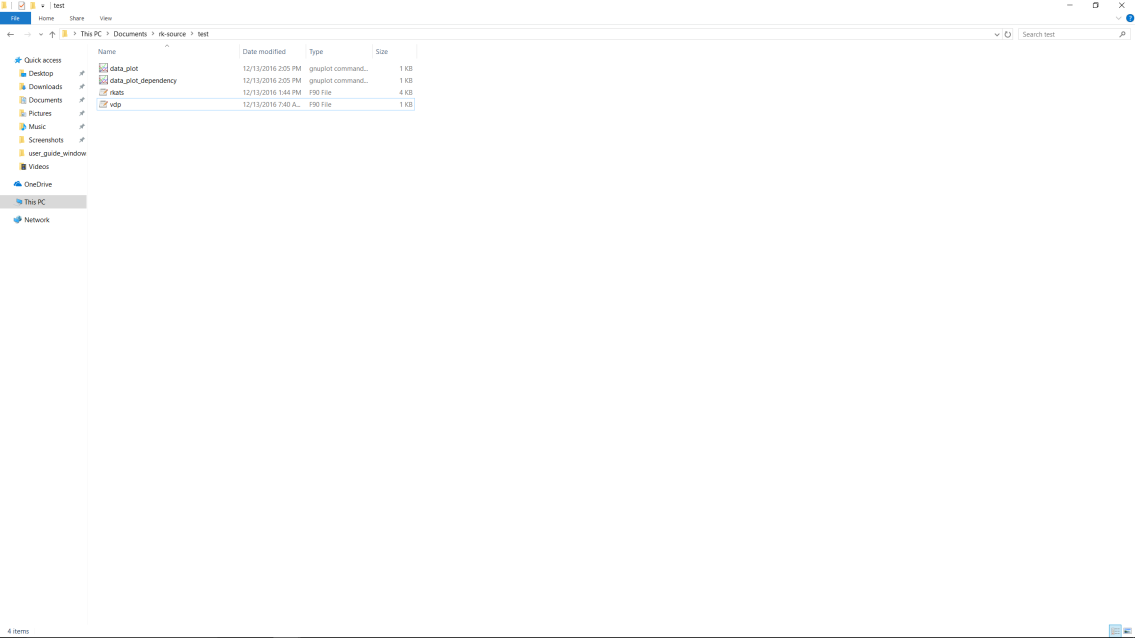 test
File Home Share View
This PC > Documents > rk-source > test
Search test
Name Date modified Type Size
data_plot 12/13/2016 2:05 PM gnuplot command... 1 KB
data_plot_dependency 12/13/2016 2:05 PM gnuplot command... 1 KB
rkats 12/13/2016 1:44 PM F90 File 4 KB
vdp 12/13/2016 7:40 A... F90 File 1 KB
Quick access
Desktop
Downloads
Documents
Pictures
Music
Screenshots
user_guide_window
Videos
OneDrive
This PC
Network
4 items